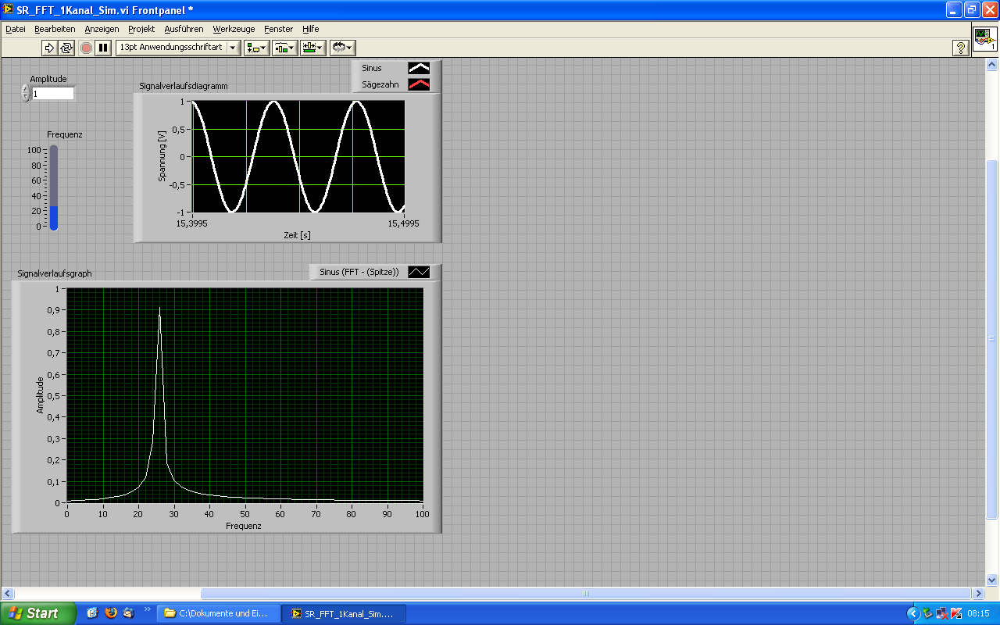 SR_FFT_1Kanal_Sim.vi Frontpanel *
Datei Bearbeiten Anzeigen Projekt Ausführen Werkzeuge Fenster Hilfe
13pt Anwendungsschriftart
?
1
Amplitude
1
Frequenz
100
80
60
40
20
0
Sinus
Sägezahn
Signalverlaufsdiagramm
Spannung [V]
1
0,5
0
-0,5
-1
15,3995 15,4995
Zeit [s]
Signalverlaufsgraph
Sinus (FFT - (Spitze))
Amplitude
1
0,9
0,8
0,7
0,6
0,5
0,4
0,3
0,2
0,1
0
0 10 20 30 40 50 60 70 80 90 100
Frequenz
Start
»
C:\Dokumente und Ei...
SR_FFT_1Kanal_Sim....
08:15